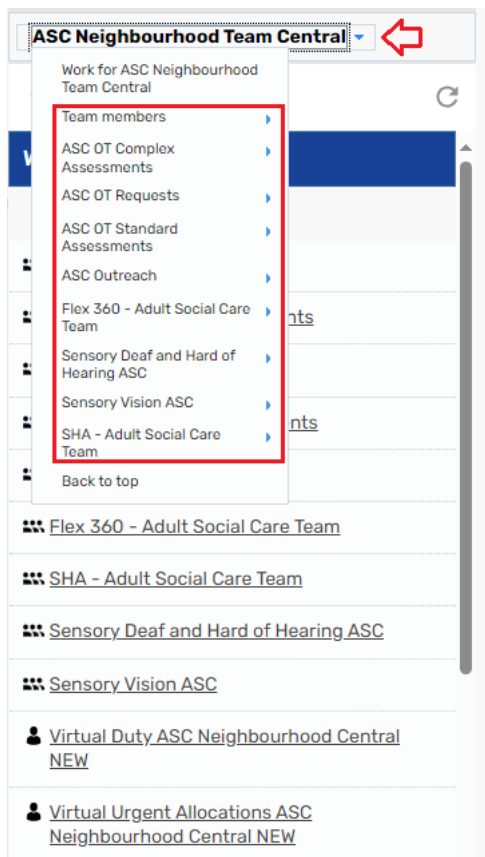 ASC Neighbourhood Team Central
Work for ASC Neighbourhood
Team Central
Team members
ASC OT Complex
Assessments
ASC OT Requests
ASC OT Standard
Assessments
ASC Outreach
Flex 360 - Adult Social Care
Team
Sensory Deaf and Hard of
Hearing ASC
Sensory Vision ASC
SHA - Adult Social Care
Team
Back to top
nts
nts
Flex 360 - Adult Social Care Team
SHA - Adult Social Care Team
Sensory Deaf and Hard of Hearing ASC
Sensory Vision ASC
Virtual Duty ASC Neighbourhood Central
NEW
Virtual Urgent Allocations ASC
Neighbourhood Central NEW